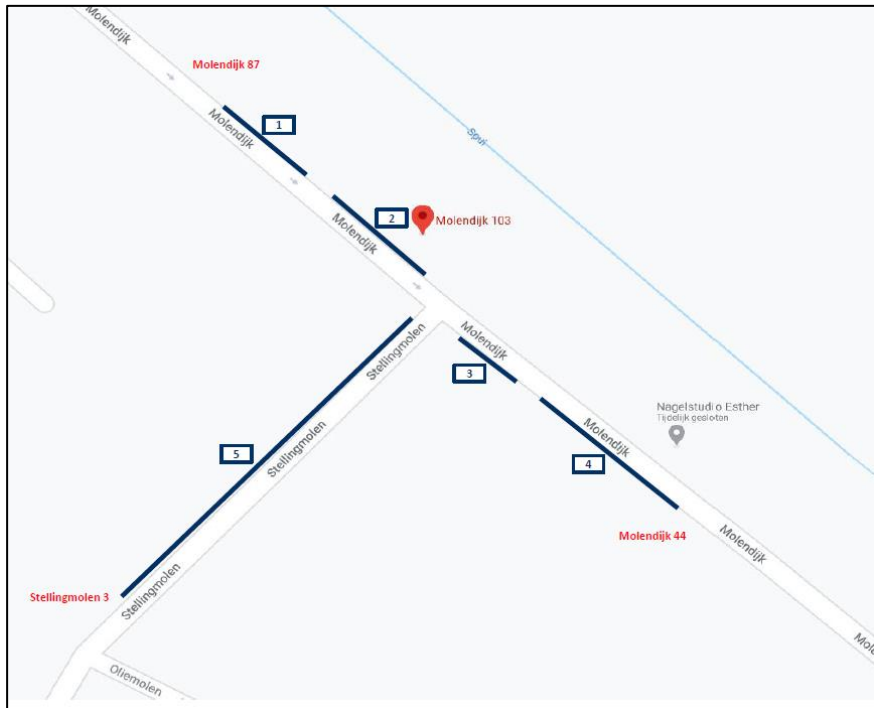 Molendijk
Molendijk 87
Molendijk
1
Spui
2
Molendijk 103
Molendijk
Molendijk
Stellingmolen
3
Nagelstudio Esther
Tijdelijk gesloten
Molendijk
Stellingmolen
5
4
Molendijk 44
Molendijk
Stellingmolen 3
Stellingmolen
Oliemolen